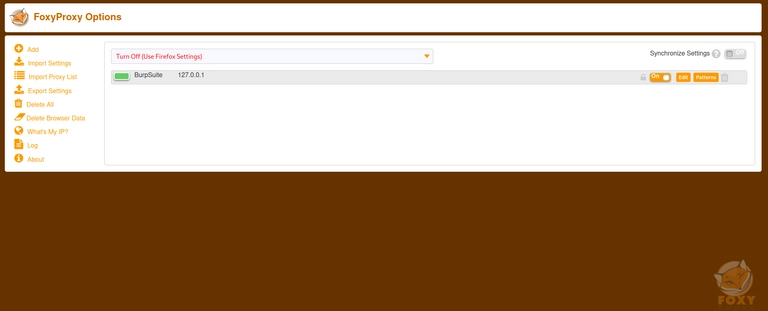 FoxyProxy Options
Add
Import Settings
Import Proxy List
Export Settings
Delete All
Delete Browser Data
What's My IP?
Log
About
Turn Off (Use Firefox Settings)
Synchronize Settings ? Off
BurpSuite 127.0.0.1 On Edit Patterns
FOXY